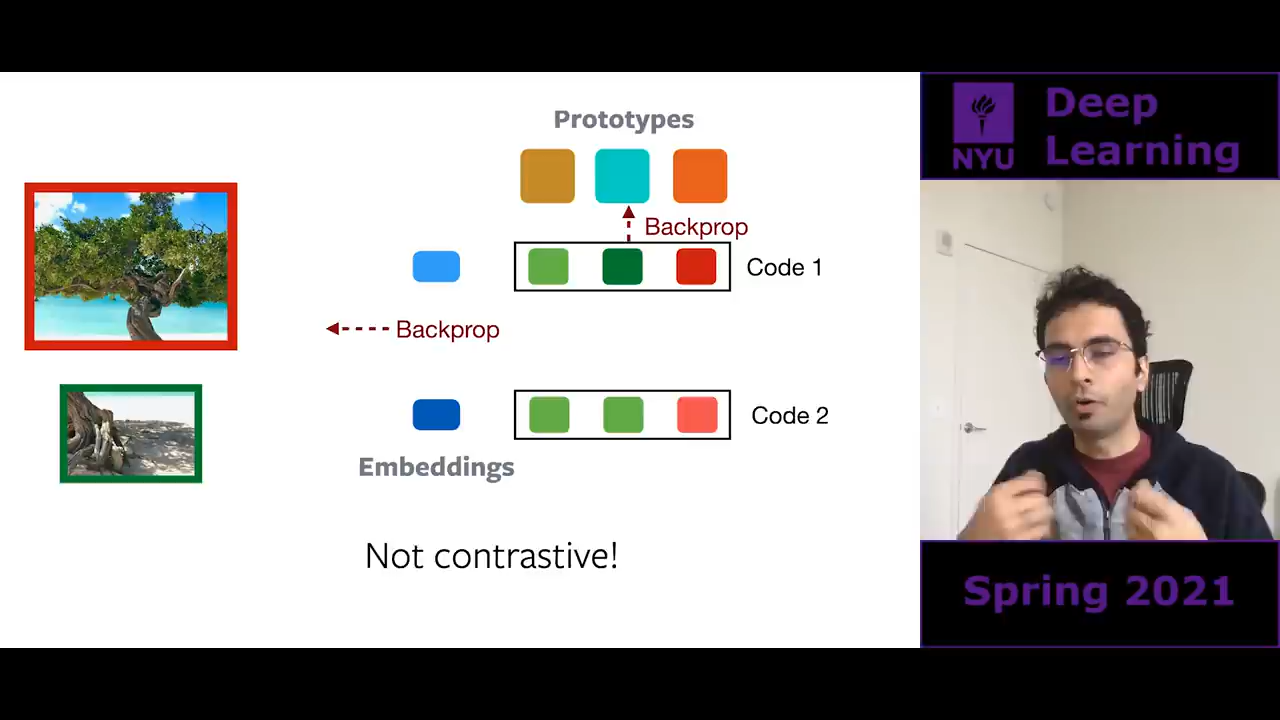 Prototypes
Backprop
Code 1
Backprop
Code 2
Embeddings
Not contrastive!
NYU
Deep
Learning
Spring 2021